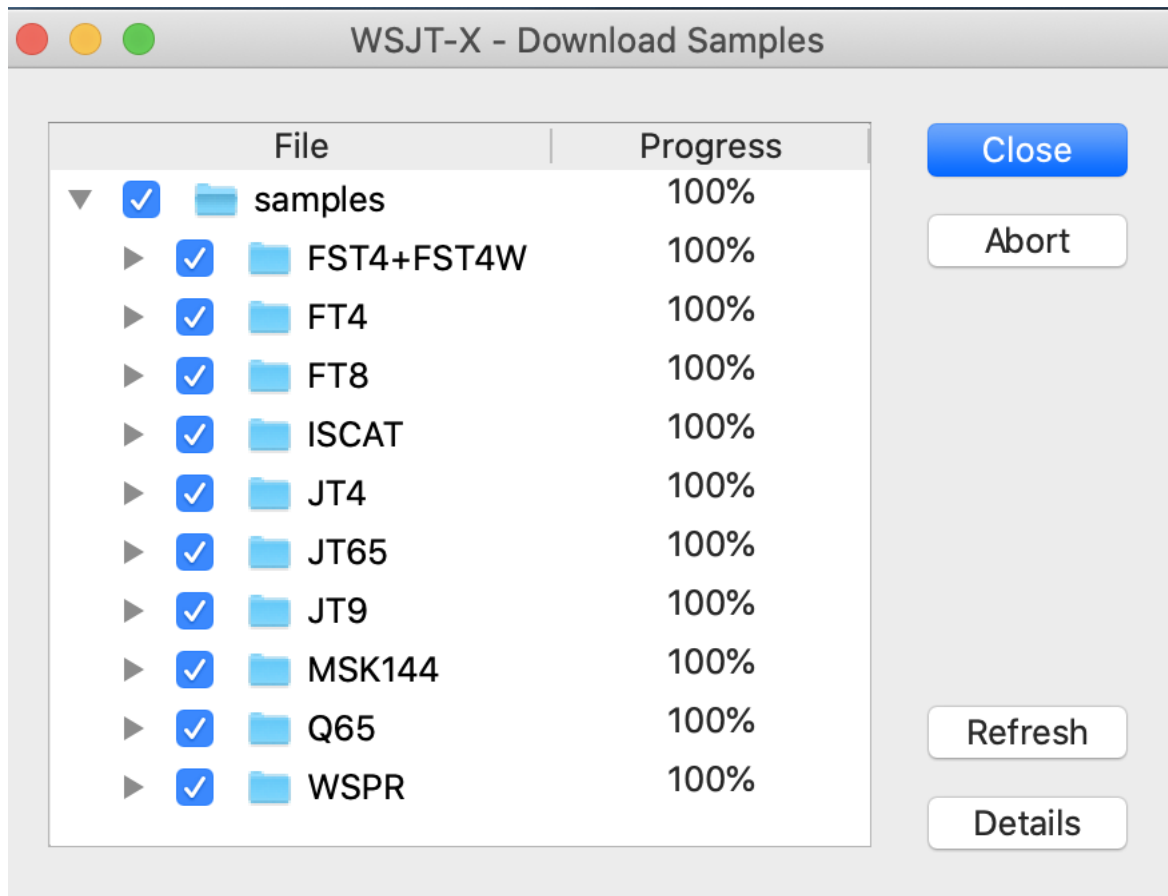 WSJT-X - Download Samples
File Progress
Close
samples 100%
Abort
FST4+FST4W 100%
FT4 100%
FT8 100%
ISCAT 100%
JT4 100%
JT65 100%
JT9 100%
MSK144 100%
Q65 100%
Refresh
WSPR 100%
Details